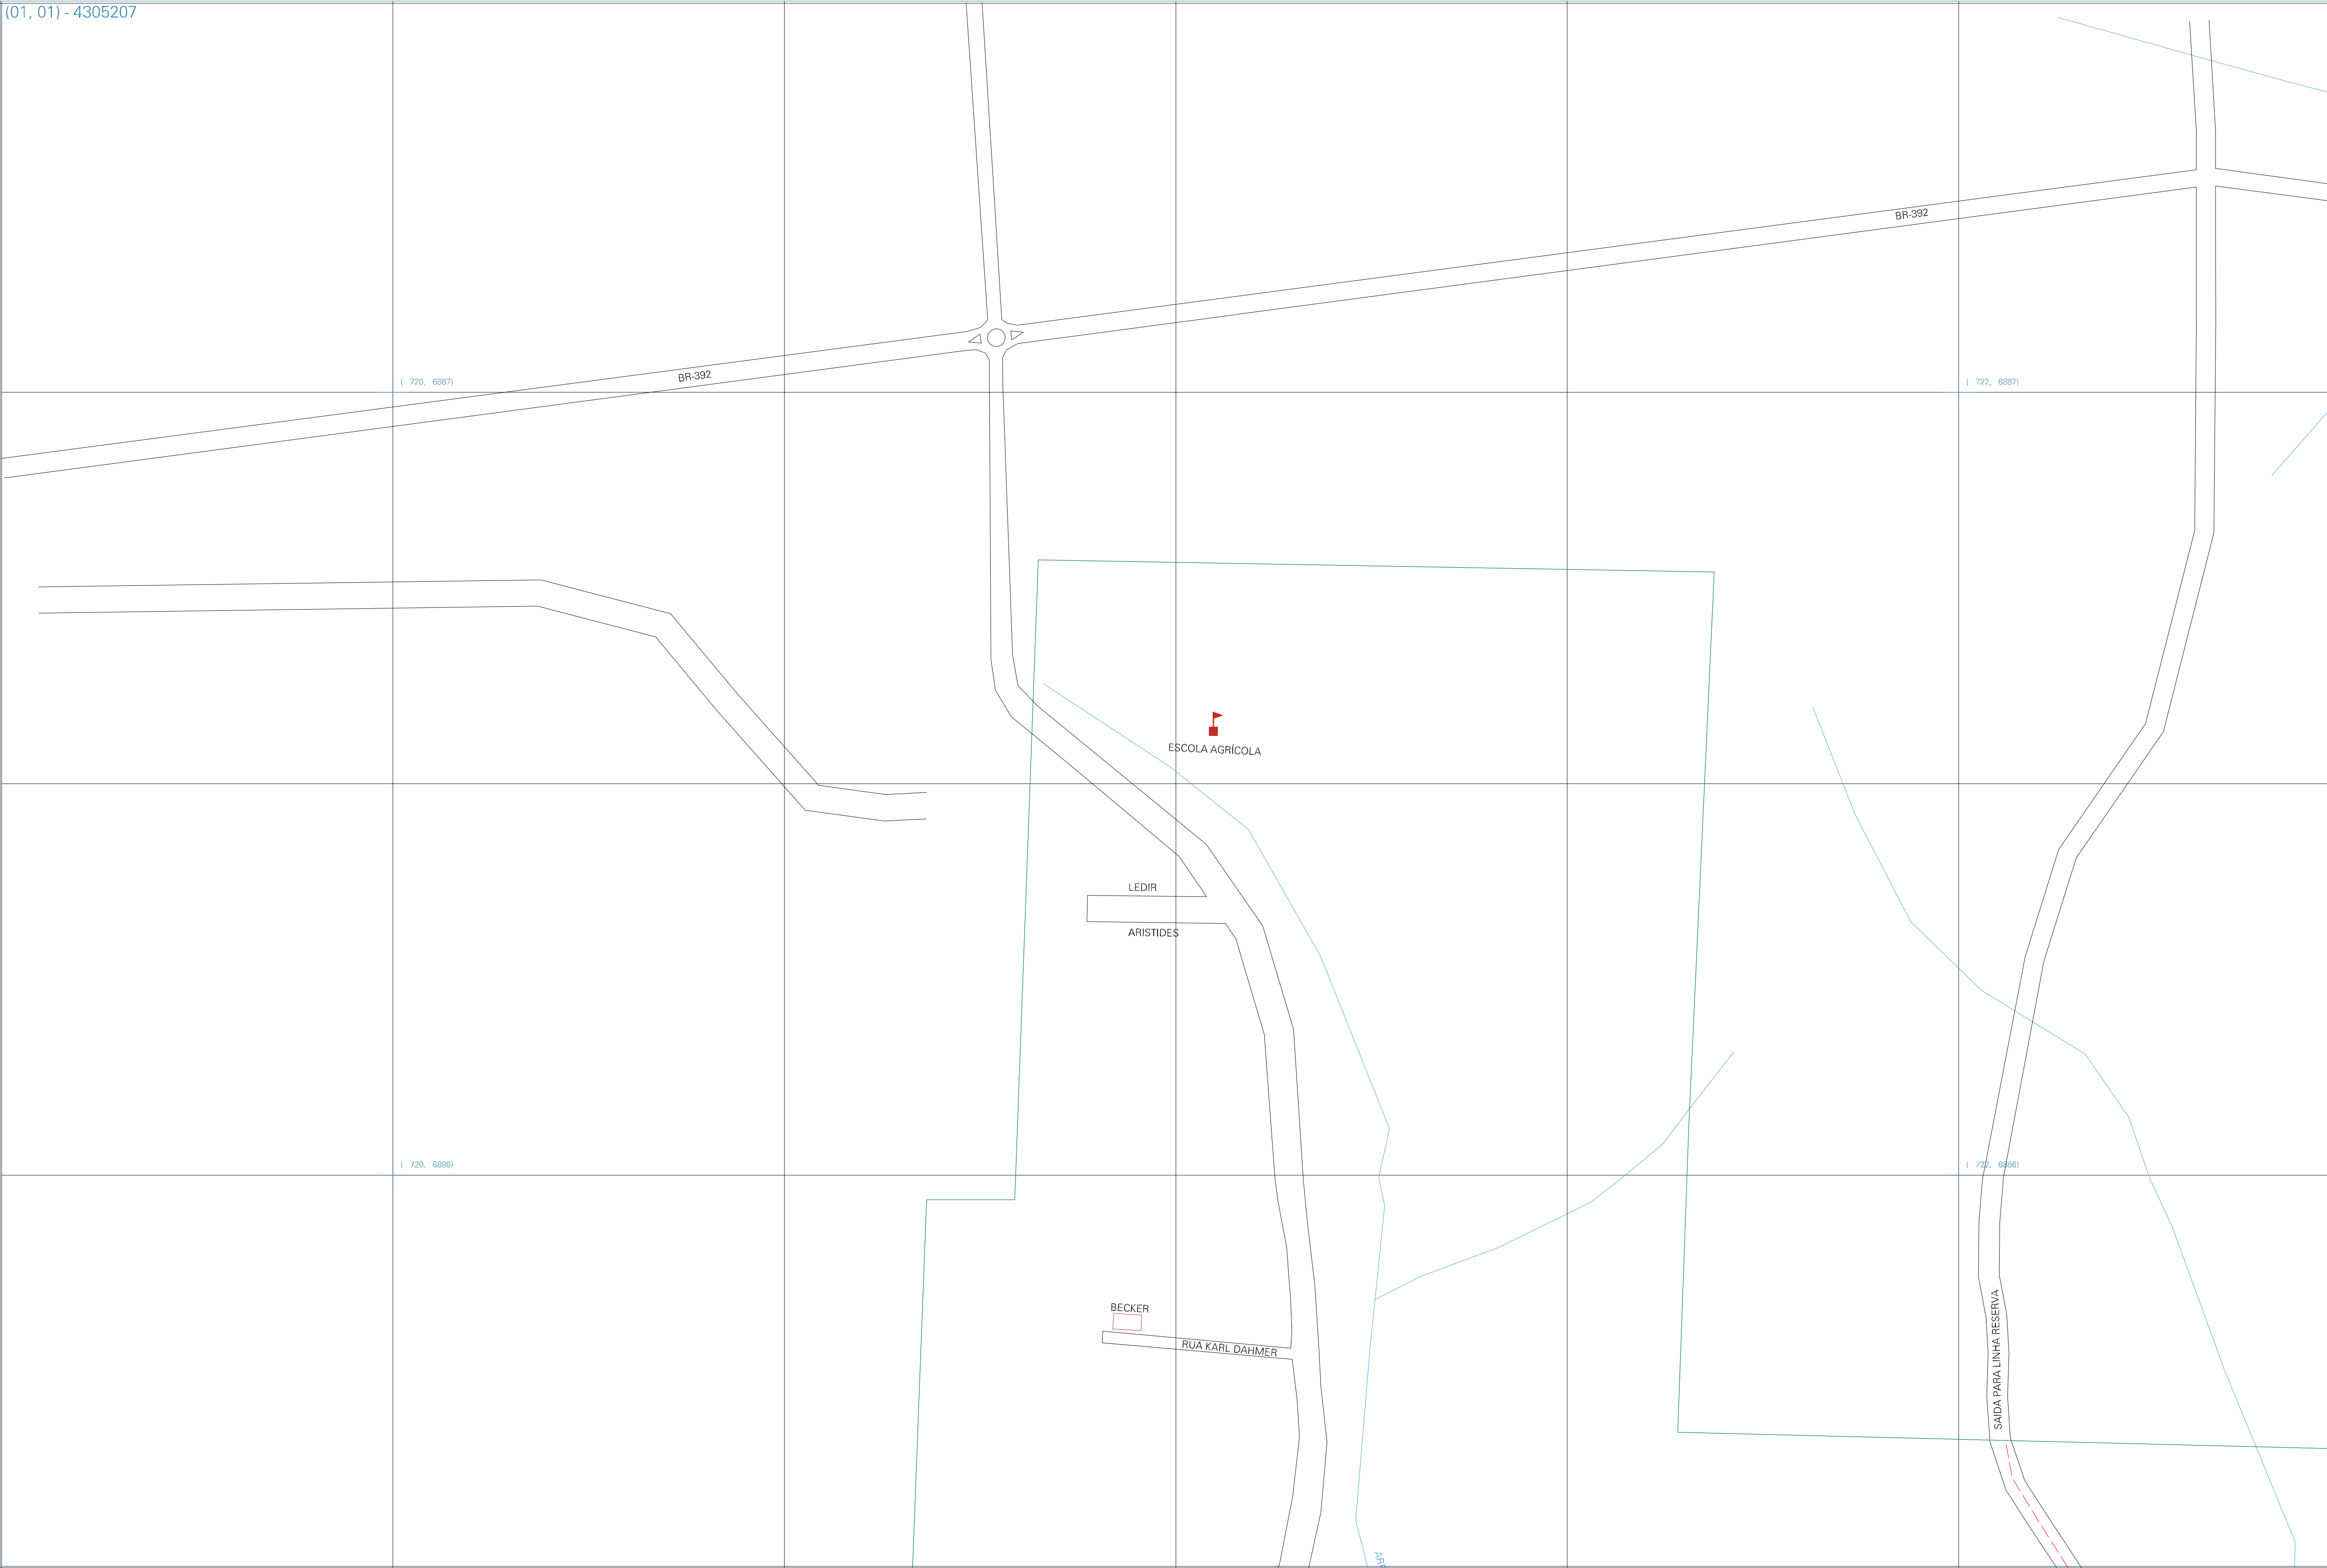 (01, 01) - 4305207
BR-392
BR-392
( 720, 6887)
( 722, 6887)
ESCOLA AGRÍCOLA
LEDIR
ARISTIDES
( 720, 6886)
( 722, 6886)
BECKER
RUA KARL DAHMER
SAIDA PARA LINHA RESERVA